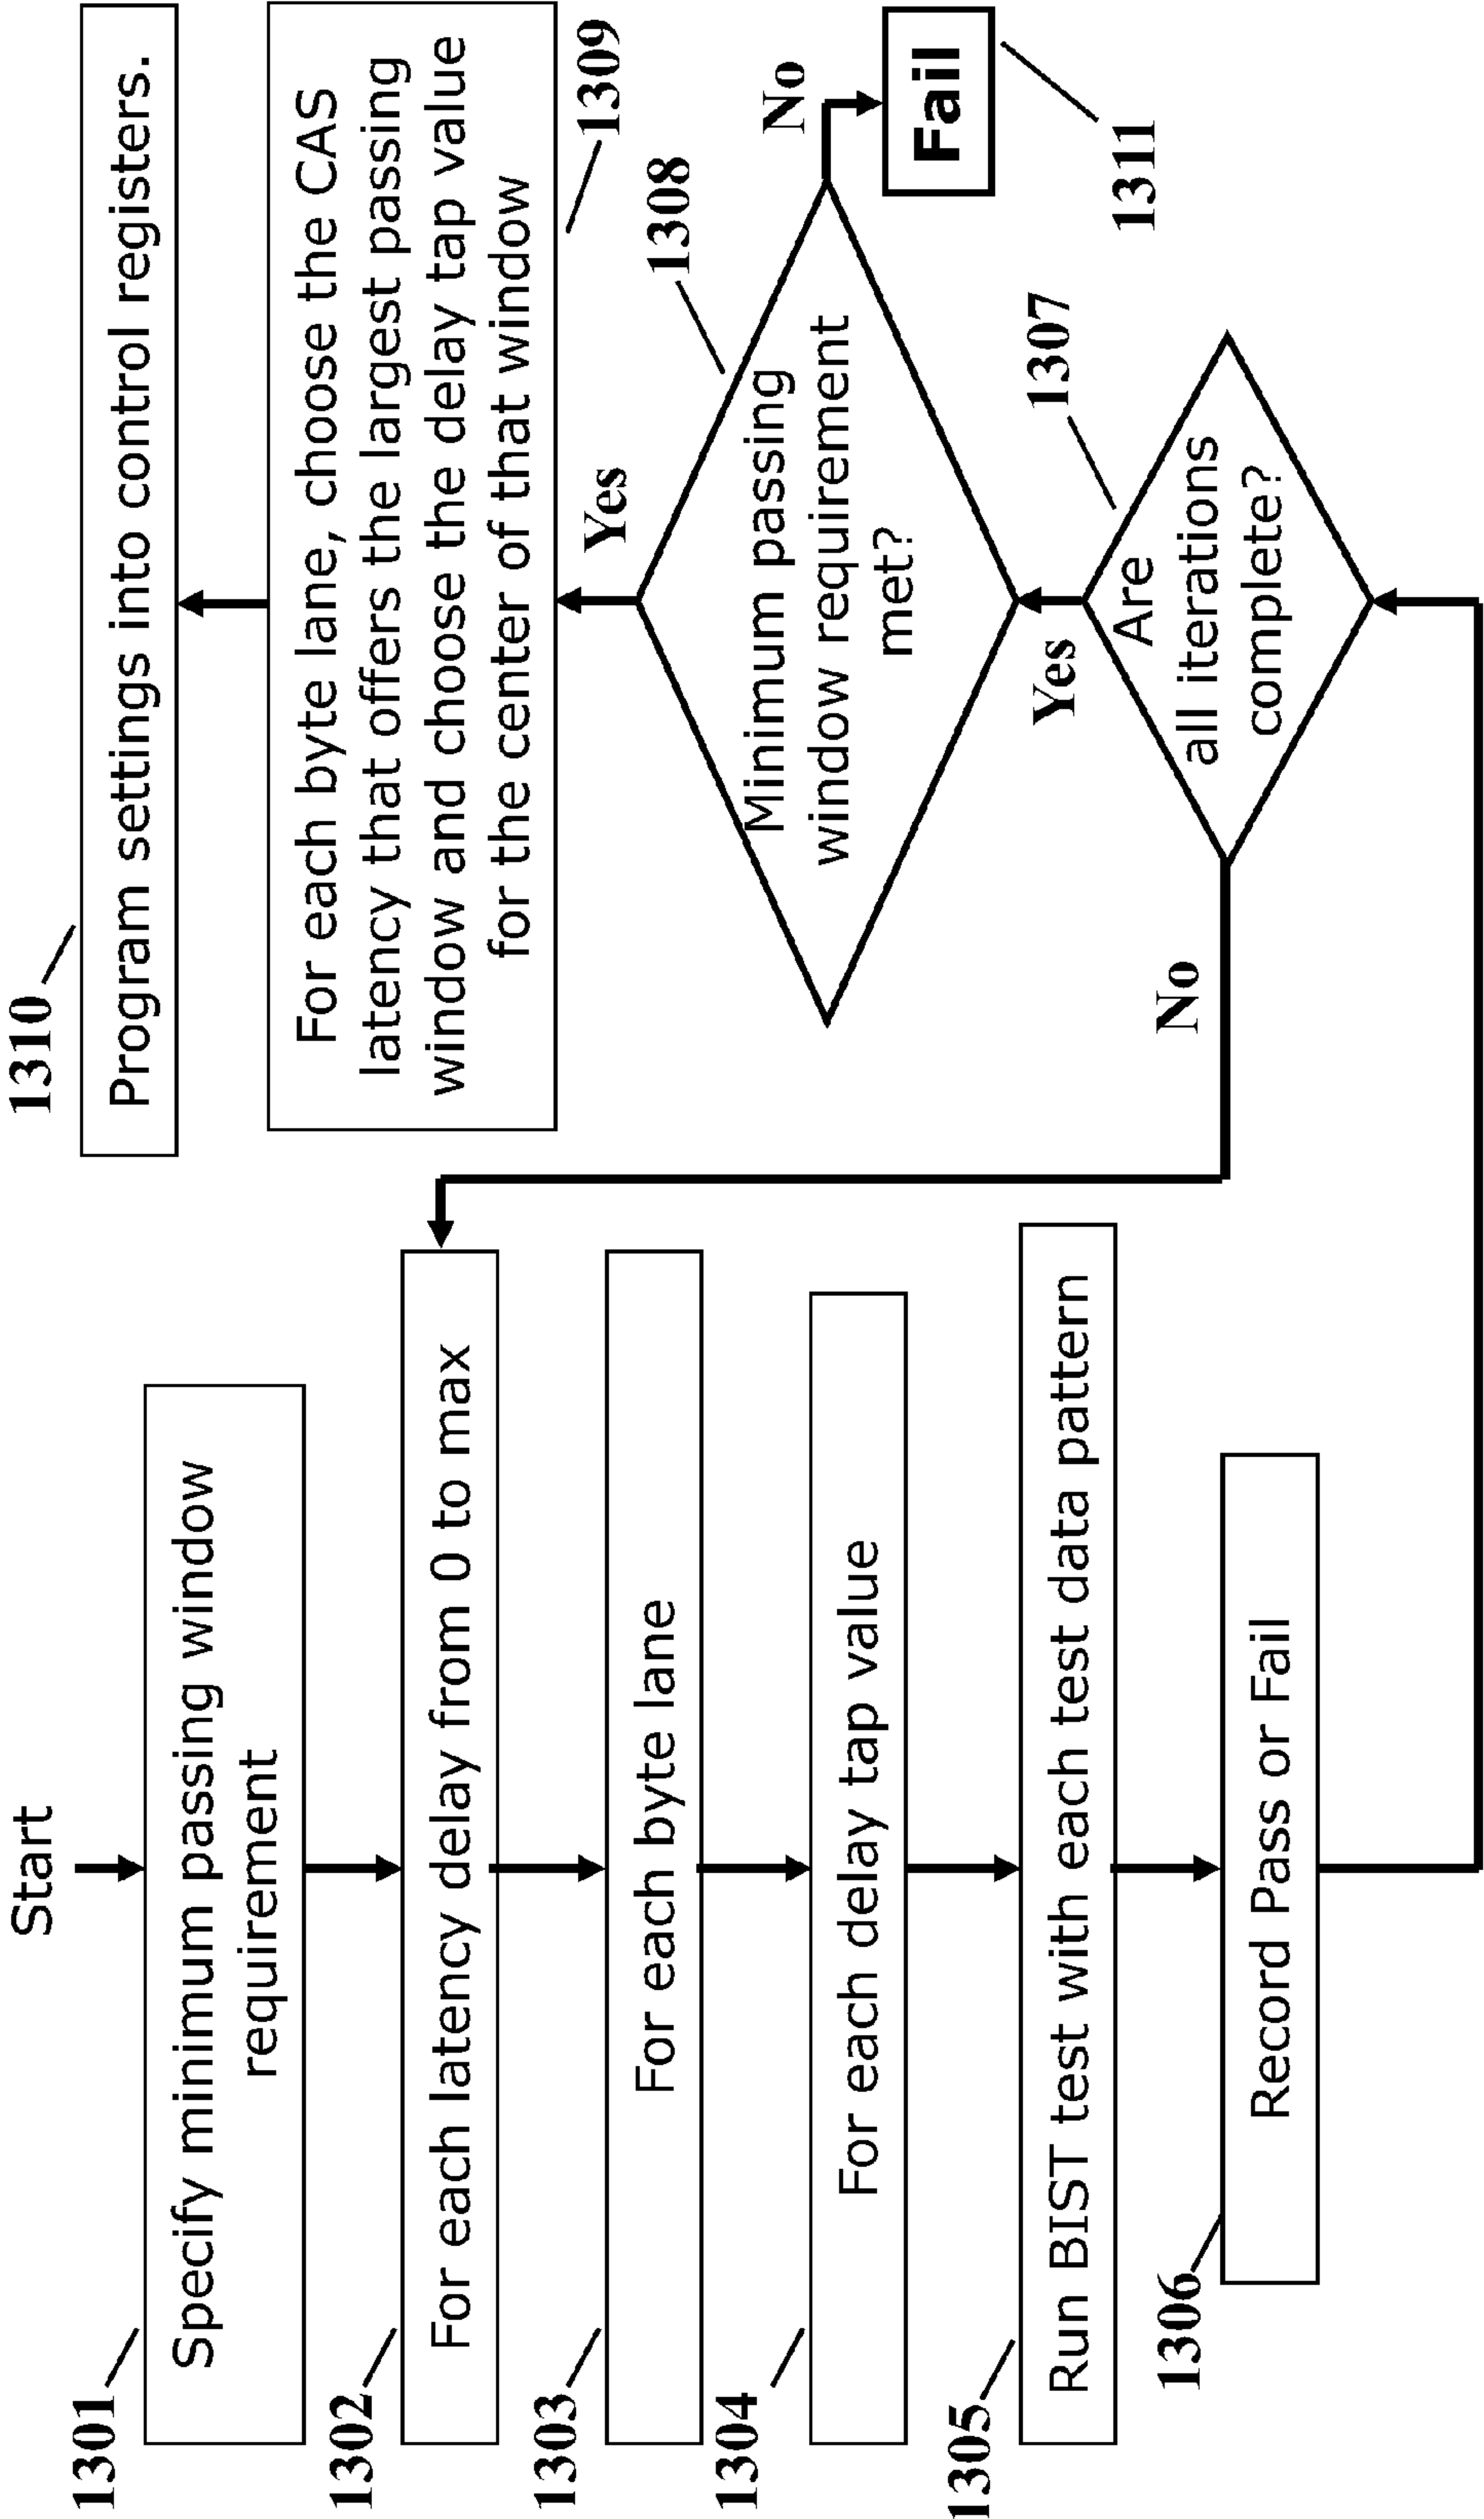 Start
1301
Specify minimum passing window
requirement
1302
For each latency delay from 0 to max
1303
For each byte lane
1304
For each delay tap value
1305
Run BIST test with each test data pattern
1306
Record Pass or Fail
1310
Program settings into control registers.
For each byte lane, choose the CAS
latency that offers the largest passing
window and choose the delay tap value
for the center of that window
1309
Yes
1308
Minimum passing
window requirement
met?
No
Fail
1311
Yes
1307
Are
all iterations
complete?
No